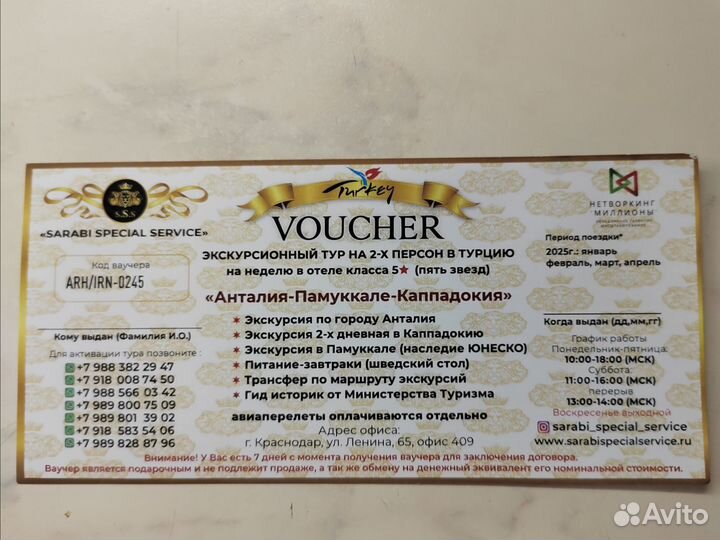 S.S.S
«SARABI SPECIAL SERVICE»
Код ваучера
ARH/IRN-0245
Turkey
VOUCHER
ЭКСКУРСИОННЫЙ ТУР НА 2-Х ПЕРСОН В ТУРЦИЮ
на неделю в отеле класса 5★ (пять звезд)
«Анталия-Памуккале-Каппадокия»
НЕТВОРКИНГ
МИЛЛИОНЫ
Период поездки*
2025г.: январь
февраль, март, апрель
Кому выдан (Фамилия И.О.)
Для активации тура позвоните :
+7 988 382 29 47
+7 918 008 74 50
+7 988 566 03 42
+7 989 800 75 09
+7 989 801 39 02
+7 918 583 54 06
+7 989 828 87 96
★ Экскурсия по городу Анталия
★ Экскурсия 2-х дневная в Каппадокию
★ Экскурсия в Памуккале (наследие ЮНЕСКО)
★ Питание-завтраки (шведский стол)
★ Трансфер по маршруту экскурсий
★ Гид историк от Министерства Туризма
авиаперелеты оплачиваются отдельно
Адрес офиса:
г. Краснодар, ул. Ленина, 65, офис 409
Когда выдан (дд,мм,гг)
График работы
Понедельник-пятница:
10:00-18:00 (МСК)
Суббота:
11:00-16:00 (МСК)
перерыв
13:00-14:00 (МСК)
Воскресенье выходной
sarabi_special_service
www.sarabispecialservice.ru
Внимание! У Вас есть 7 дней с момента получения ваучера для заключения договора.
Ваучер является подарочным и не подлежит продаже, а так же обмену на денежный эквивалент его номинальной стоимости.
Avito